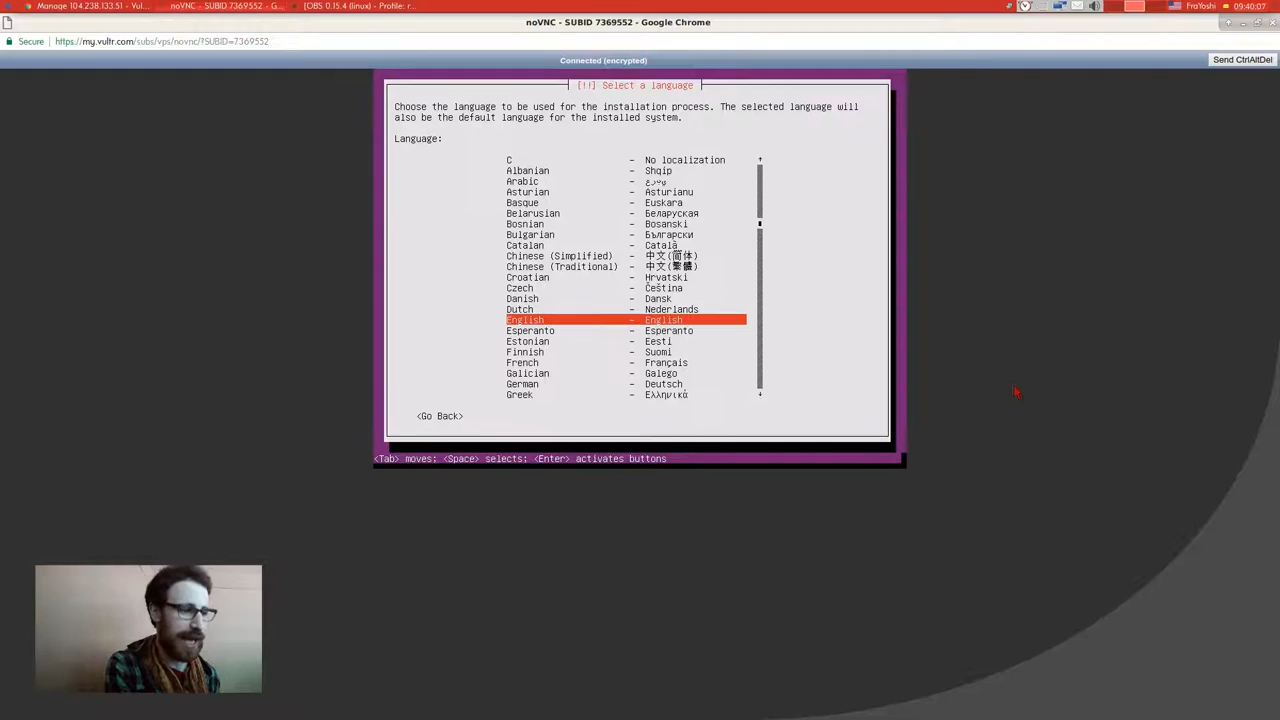 Manage 104.238.133.51 - Vul...
noVNC - SUBID 7369552 - G...
[OBS 0.15.4 (linux) - Profile: r...
FraYoshi
09:40:07
noVNC - SUBID 7369552 - Google Chrome
Secure
https://my.vultr.com/subs/vps/novnc/?SUBID=7369552
Connected (encrypted)
Send CtrlAltDel
[!!] Select a language
Choose the language to be used for the installation process. The selected language will
also be the default language for the installed system.
Language:
C - No localization
Albanian - Shqip
Arabic - عربي
Asturian - Asturianu
Basque - Euskara
Belarusian - Беларуская
Bosnian - Bosanski
Bulgarian - Български
Catalan - Català
Chinese (Simplified) - 中文(简体)
Chinese (Traditional) - 中文(繁體)
Croatian - Hrvatski
Czech - Čeština
Danish - Dansk
Dutch - Nederlands
English - English
Esperanto - Esperanto
Estonian - Eesti
Finnish - Suomi
French - Français
Galician - Galego
German - Deutsch
Greek - Ελληνικά
<Go Back>
<Tab> moves; <Space> selects; <Enter> activates buttons